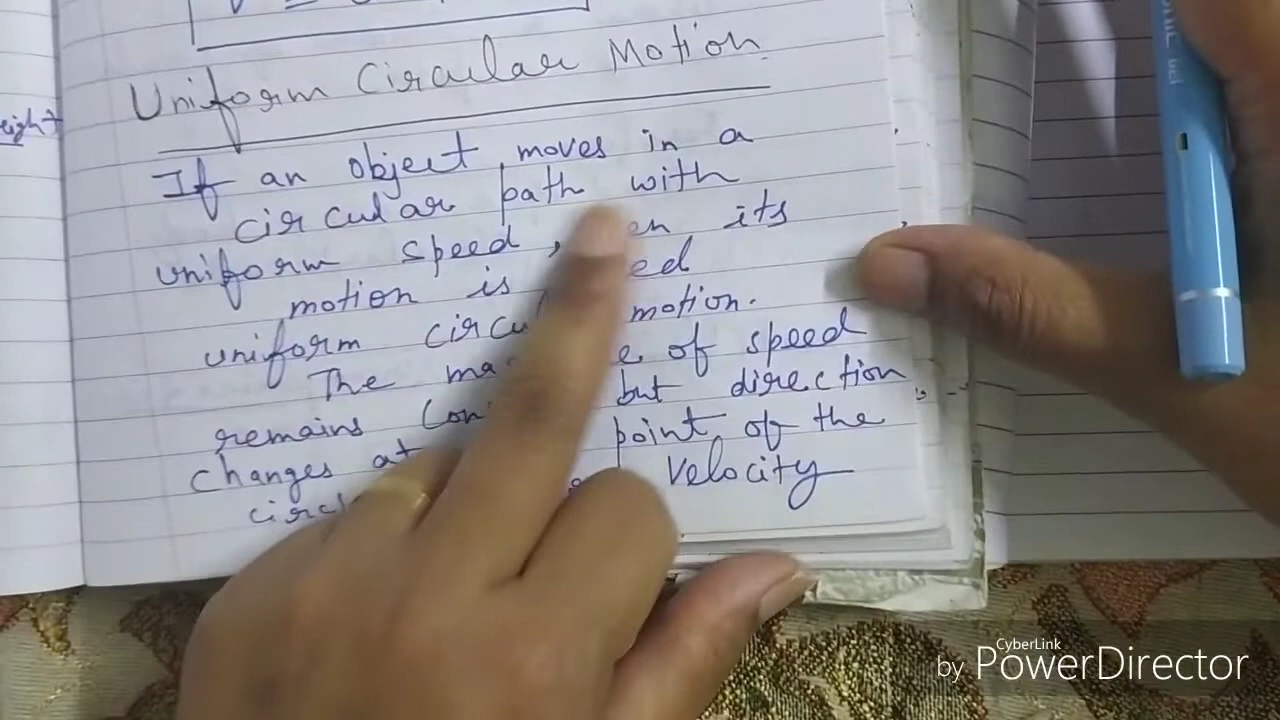 Uniform Circular Motion
If an object moves in a
circular path with
uniform speed, its
motion is
uniform motion.
The of speed
remains but direction
changes at point of the
velocity
eight
CyberLink
by PowerDirector